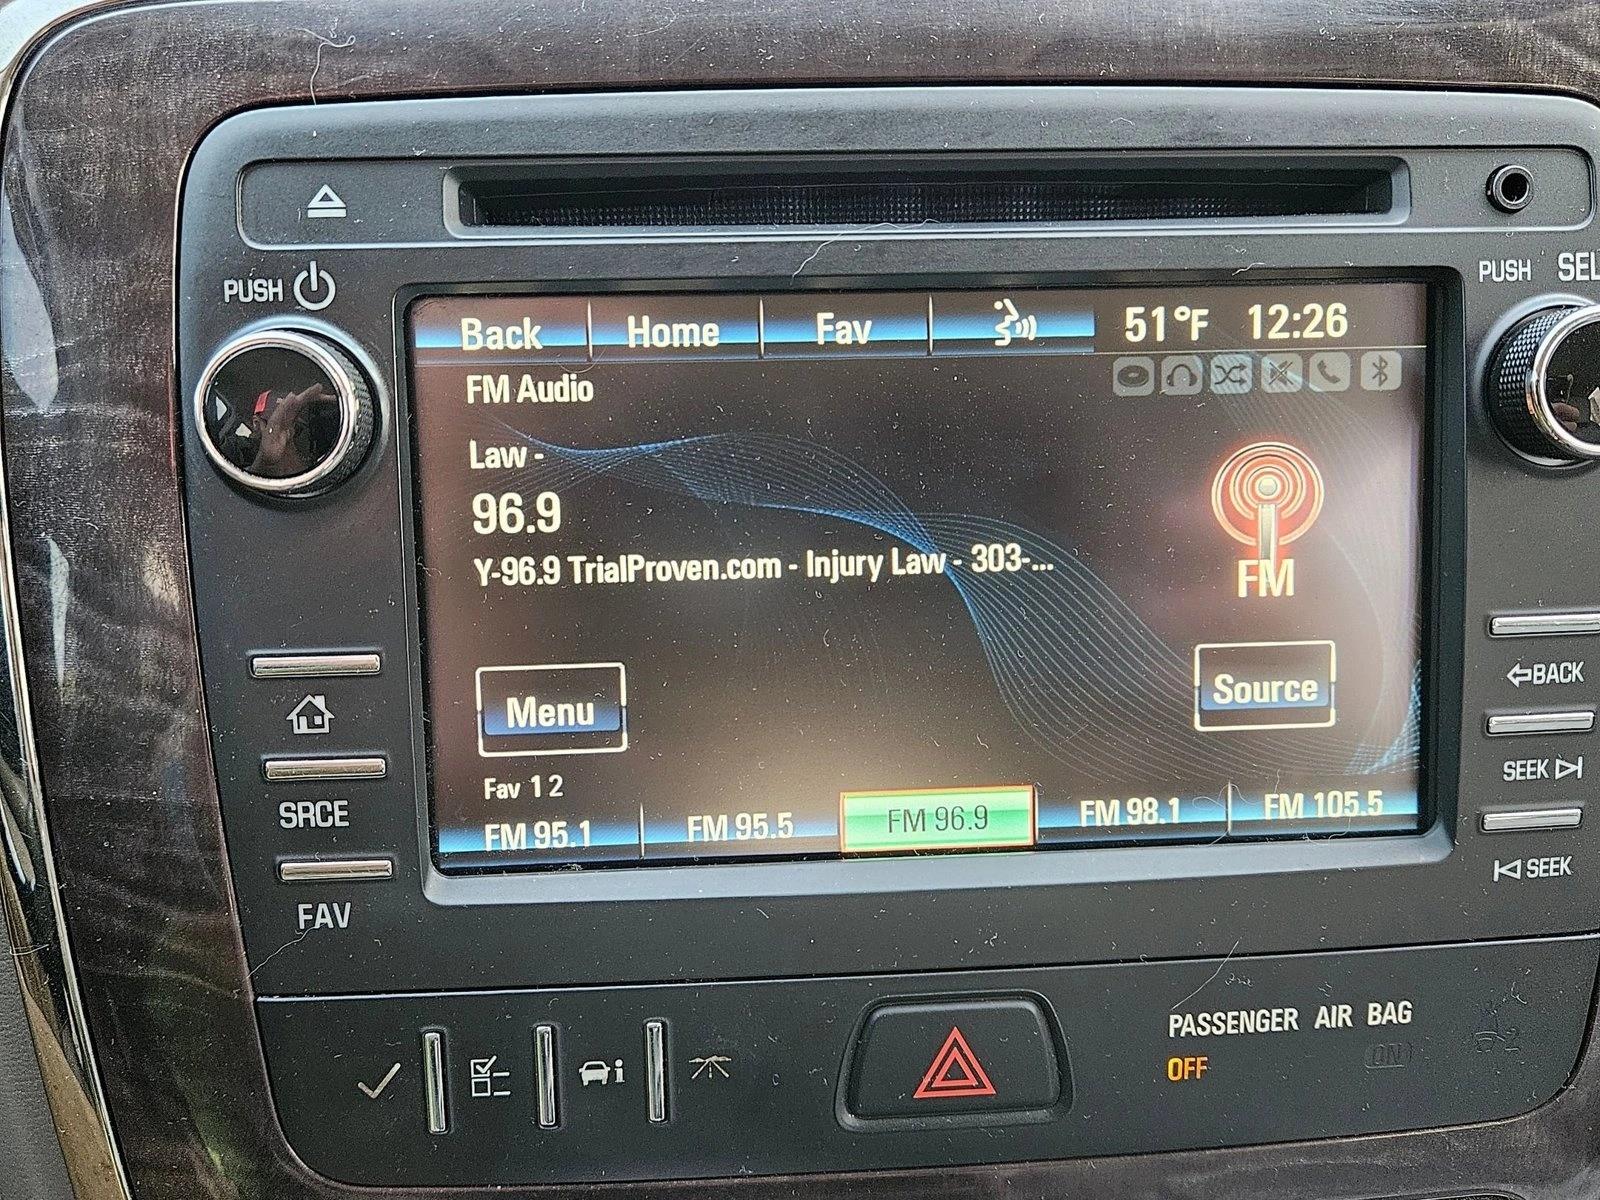 PUSH
PUSH SEL
Back Home Fav 51°F 12:26
FM Audio
Law -
96.9
Y-96.9 TrialProven.com - Injury Law - 303-...
FM
Menu
Source
Fav 1 2
FM 95.1 FM 95.5 FM 96.9 FM 98.1 FM 105.5
SRCE
FAV
BACK
SEEK
SEEK
PASSENGER AIR BAG
OFF ON
2